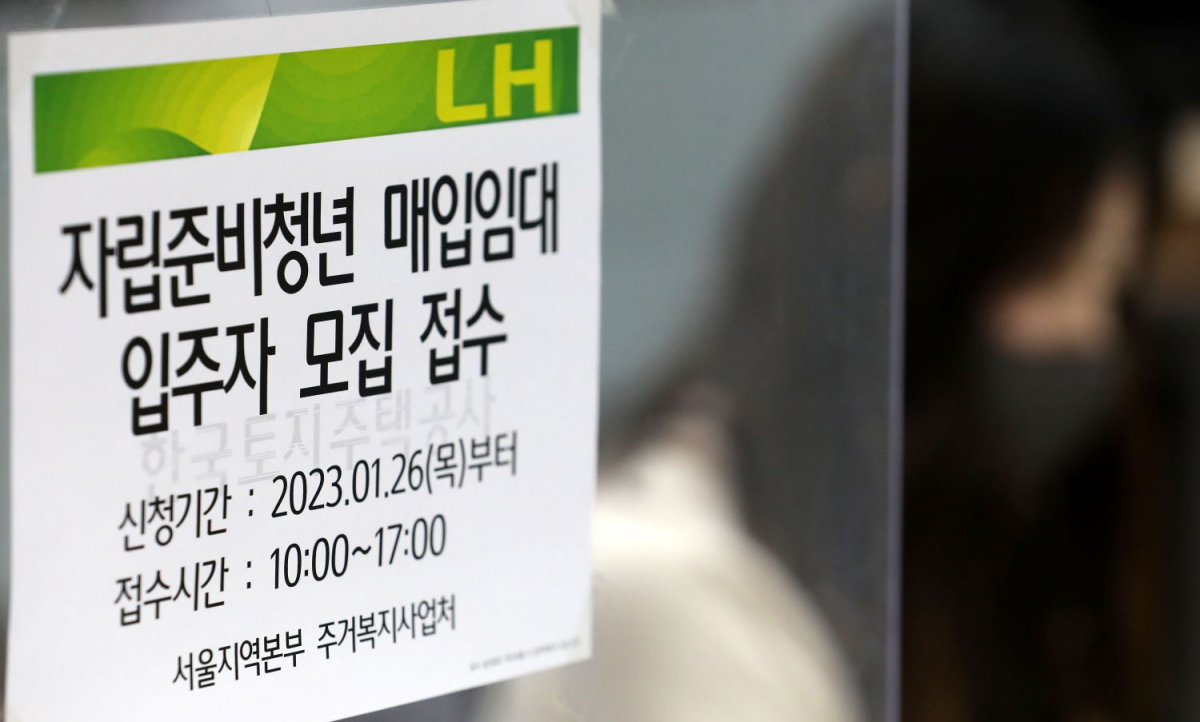 LH
자립준비청년 매입임대
입주자 모집 접수
한국토지주택공사
신청기간 : 2023.01.26(목)부터
접수시간 : 10:00~17:00
서울지역본부 주거복지사업처